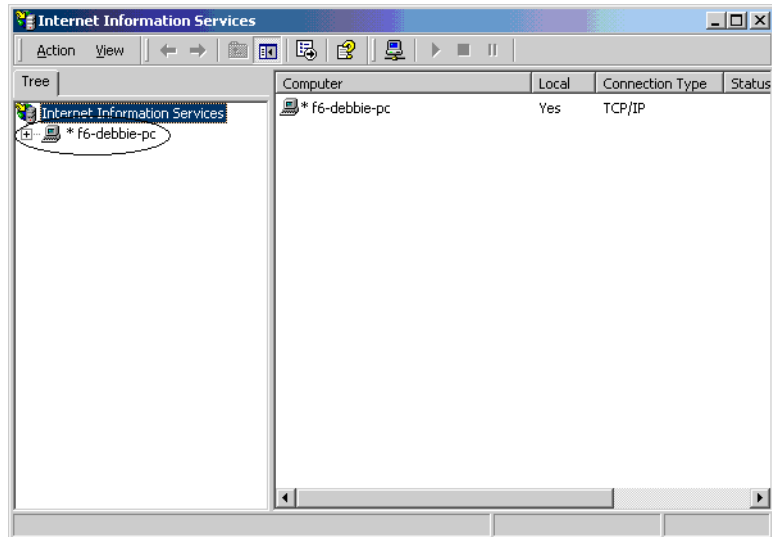 Internet Information Services
Action View
Tree
Computer Local Connection Type Status
Internet Information Services
* f6-debbie-pc
* f6-debbie-pc Yes TCP/IP